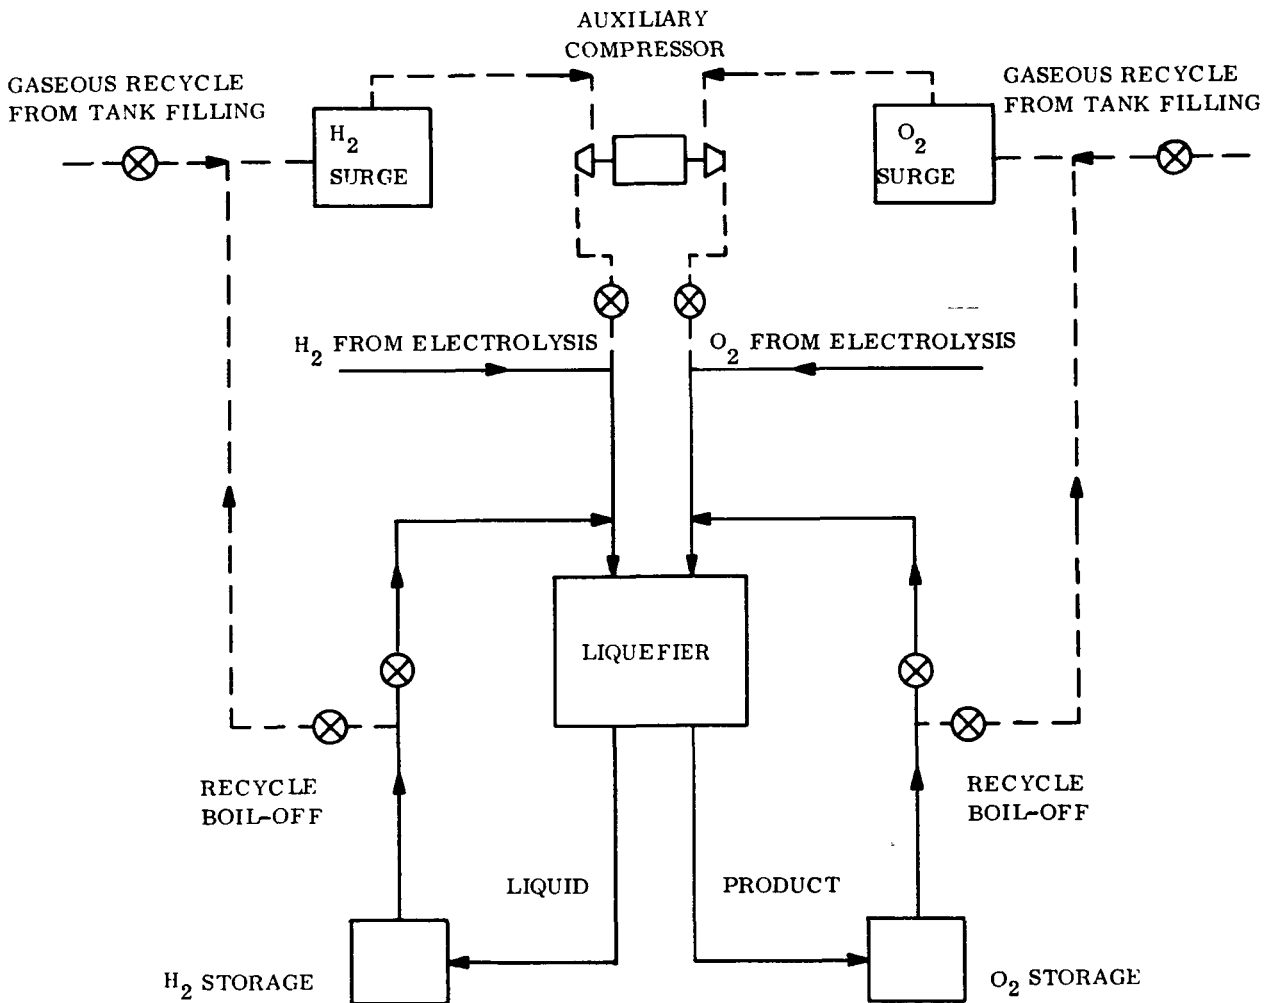 AUXILIARY
COMPRESSOR
GASEOUS RECYCLE
FROM TANK FILLING
GASEOUS RECYCLE
FROM TANK FILLING
H2
SURGE
O2
SURGE
H2 FROM ELECTROLYSIS
O2 FROM ELECTROLYSIS
LIQUEFIER
RECYCLE
BOIL-OFF
RECYCLE
BOIL-OFF
LIQUID
PRODUCT
H2 STORAGE
O2 STORAGE